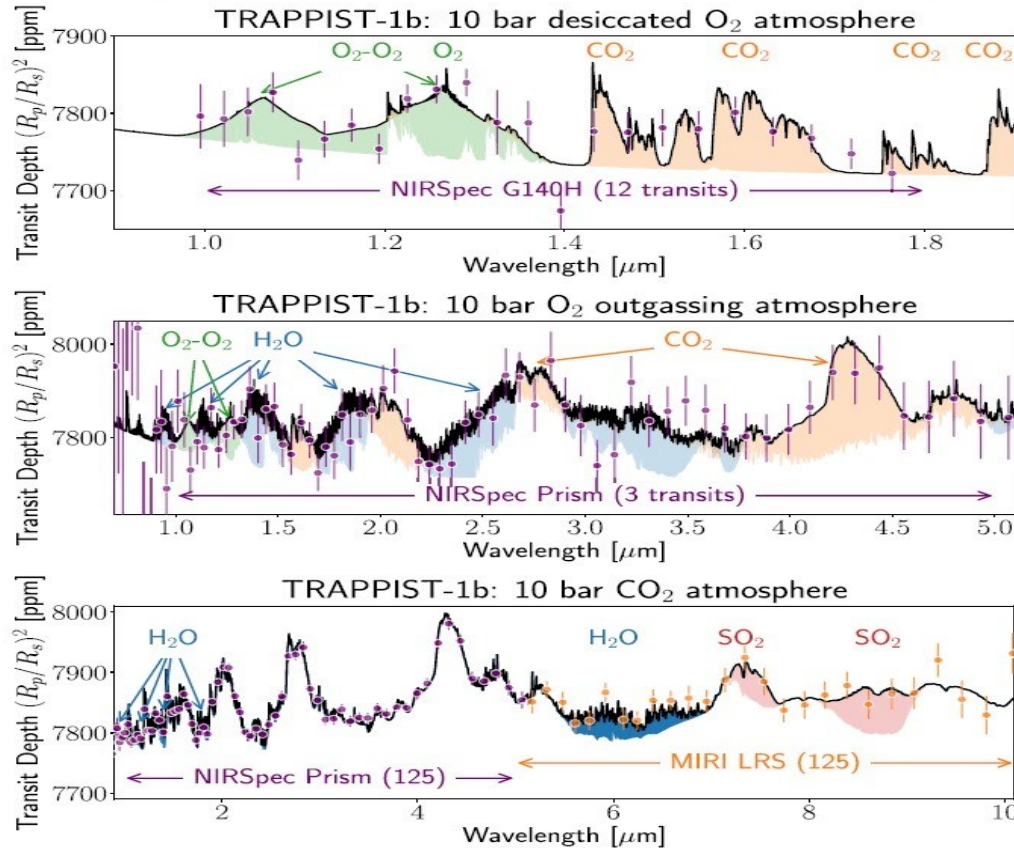 TRAPPIST-1b: 10 bar desiccated O₂ atmosphere
Transit Depth (Rₚ/Rₛ)² [ppm]
7900
7800
7700
O₂-O₂ O₂ CO₂ CO₂ CO₂ CO₂
NIRSpec G140H (12 transits)
1.0 1.2 1.4 1.6 1.8
Wavelength [μm]
TRAPPIST-1b: 10 bar O₂ outgassing atmosphere
Transit Depth (Rₚ/Rₛ)² [ppm]
8000
7800
O₂-O₂ H₂O CO₂
NIRSpec Prism (3 transits)
1.0 1.5 2.0 2.5 3.0 3.5 4.0 4.5 5.0
Wavelength [μm]
TRAPPIST-1b: 10 bar CO₂ atmosphere
Transit Depth (Rₚ/Rₛ)² [ppm]
8000
7900
7800
7700
H₂O H₂O SO₂ SO₂
NIRSpec Prism (125) MIRI LRS (125)
2 4 6 8 10
Wavelength [μm]